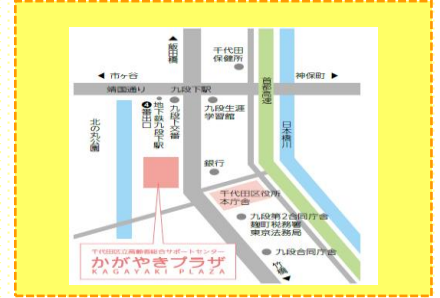 ▲飯田橋
千代田
保健所
◀ 市ヶ谷
神保町 ▶
靖国通り
九段下駅
首都高速
日本橋川
北の丸公園
❹番出口
地下鉄九段下駅
九段下交番
九段生涯
学習館
銀行
千代田区役所
本庁舎
九段第2合同庁舎
麹町税務署
東京法務局
九段合同庁舎
竹橋
千代田区立高齢者総合サポートセンター
かがやきプラザ
KAGAYAKI PLAZA